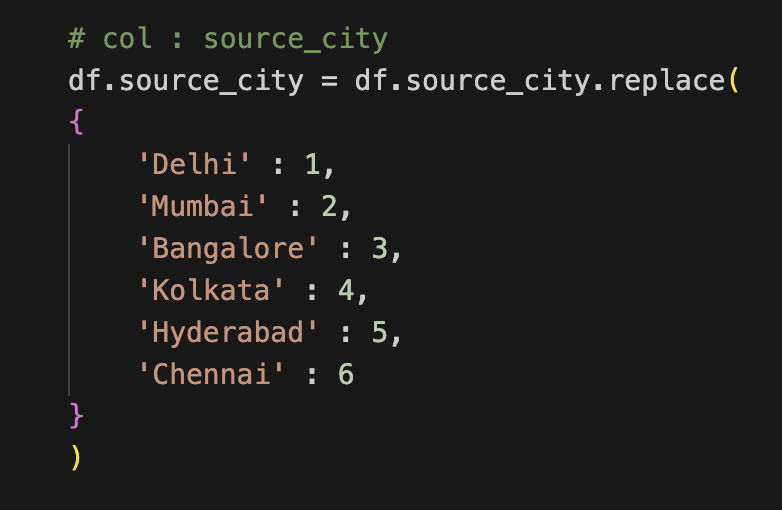 # col : source_city
df.source_city = df.source_city.replace(
{
    'Delhi' : 1,
    'Mumbai' : 2,
    'Bangalore' : 3,
    'Kolkata' : 4,
    'Hyderabad' : 5,
    'Chennai' : 6
}
)